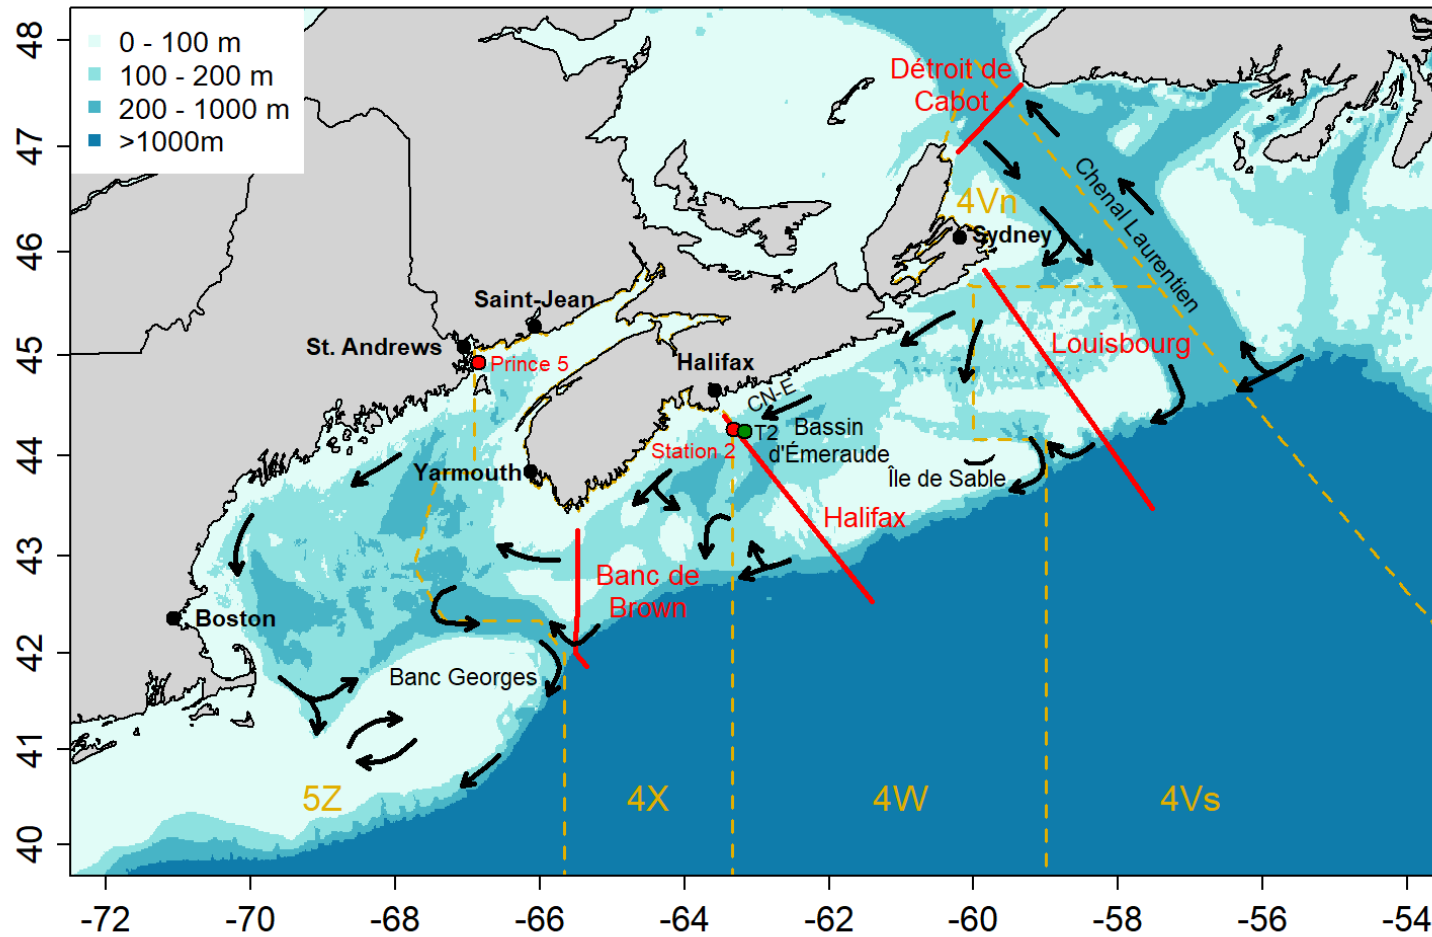 0 - 100 m
100 - 200 m
200 - 1000 m
>1000m
Détroit de
Cabot
Chenal Laurentien
4Vn
Sydney
Saint-Jean
St. Andrews
Prince 5
Halifax
CN-E
Louisbourg
T2
Bassin
d'Émeraude
Station 2
Yarmouth
Île de Sable
Halifax
Banc de
Brown
Boston
Banc Georges
5Z
4X
4W
4Vs
48
47
46
45
44
43
42
41
40
-72
-70
-68
-66
-64
-62
-60
-58
-56
-54